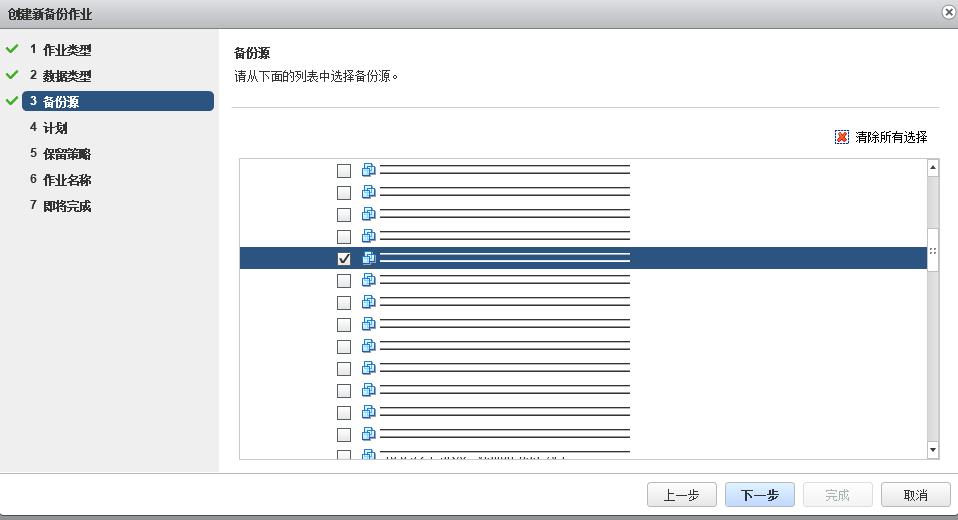 创建新备份作业
1 作业类型
2 数据类型
3 备份源
4 计划
5 保留策略
6 作业名称
7 即将完成
备份源
请从下面的列表中选择备份源。
清除所有选择
上一步
下一步
完成
取消